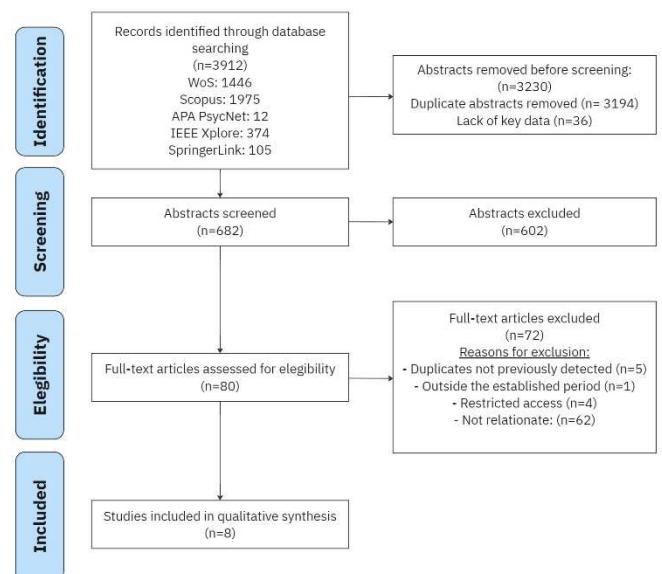 Identification
Records identified through database
searching
(n=3912)
WoS: 1446
Scopus: 1975
APA PsycNet: 12
IEEE Xplore: 374
SpringerLink: 105
Abstracts removed before screening:
(n=3230)
Duplicate abstracts removed (n= 3194)
Lack of key data (n=36)
Screening
Abstracts screened
(n=682)
Abstracts excluded
(n=602)
Elegibility
Full-text articles assessed for elegibility
(n=80)
Full-text articles excluded
(n=72)
Reasons for exclusion:
- Duplicates not previously detected (n=5)
- Outside the established period (n=1)
- Restricted access (n=4)
- Not relationate: (n=62)
Included
Studies included in qualitative synthesis
(n=8)